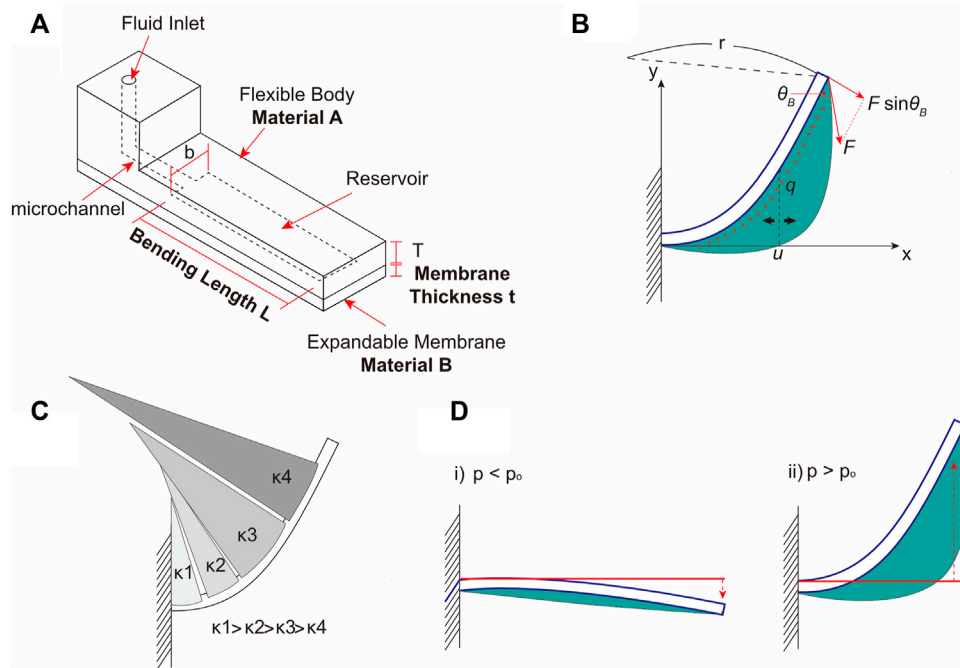 A
Fluid Inlet
Flexible Body
Material A
b
Reservoir
microchannel
Bending Length L
T
Membrane
Thickness t
Expandable Membrane
Material B
B
r
y
θB
F sinθB
F
q
u
x
C
κ4
κ3
κ1
κ2
κ1>κ2>κ3>κ4
D
i) p < po
ii) p > po